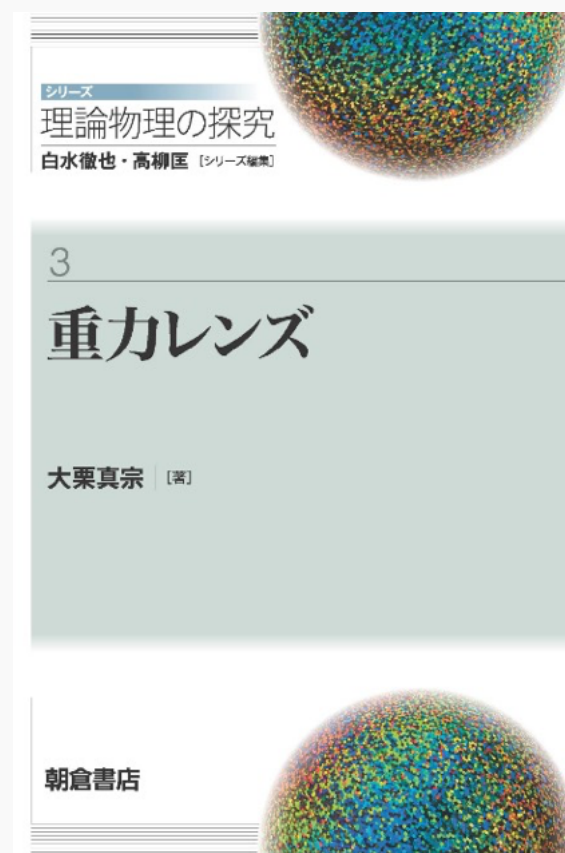 シリーズ
理論物理の探究
白水徹也・高柳匡［シリーズ編集］
3
重力レンズ
大栗真宗［著］
朝倉書店